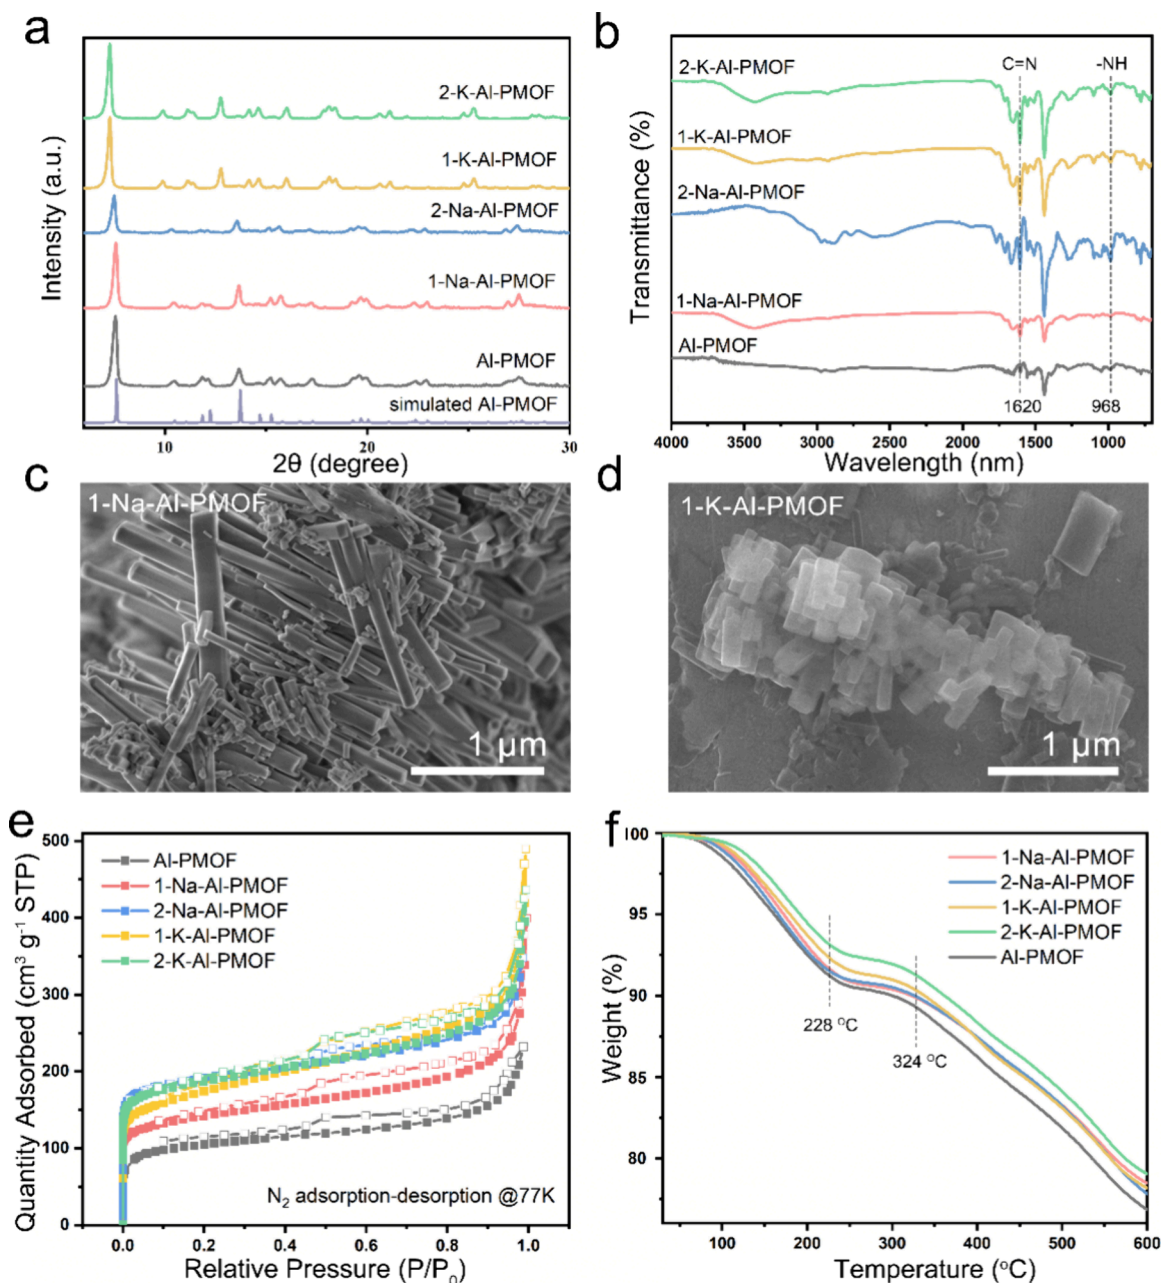 a
2-K-Al-PMOF
1-K-Al-PMOF
2-Na-Al-PMOF
1-Na-Al-PMOF
Al-PMOF
simulated Al-PMOF
Intensity (a.u.)
10 20 30
2θ (degree)
b
C=N -NH
2-K-Al-PMOF
1-K-Al-PMOF
2-Na-Al-PMOF
1-Na-Al-PMOF
Al-PMOF
1620 968
Transmittance (%)
4000 3500 3000 2500 2000 1500 1000
Wavelength (nm)
c
1-Na-Al-PMOF
1 μm
d
1-K-Al-PMOF
1 μm
e
Quantity Adsorbed (cm³ g⁻¹ STP)
500
400
300
200
100
0
Al-PMOF
1-Na-Al-PMOF
2-Na-Al-PMOF
1-K-Al-PMOF
2-K-Al-PMOF
N₂ adsorption-desorption @77K
0.0 0.2 0.4 0.6 0.8 1.0
Relative Pressure (P/P₀)
f
Weight (%)
100
95
90
85
80
1-Na-Al-PMOF
2-Na-Al-PMOF
1-K-Al-PMOF
2-K-Al-PMOF
Al-PMOF
228 °C
324 °C
100 200 300 400 500 600
Temperature (°C)